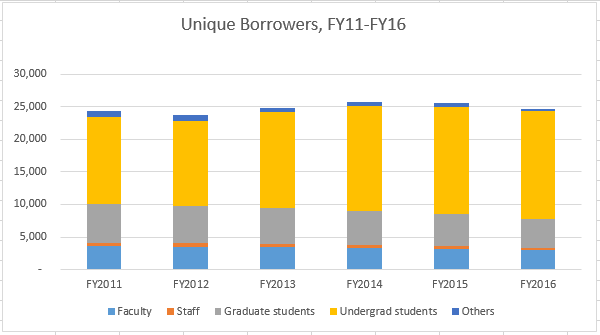 Unique Borrowers, FY11-FY16
30,000
25,000
20,000
15,000
10,000
5,000
-
FY2011 FY2012 FY2013 FY2014 FY2015 FY2016
Faculty Staff Graduate students Undergrad students Others